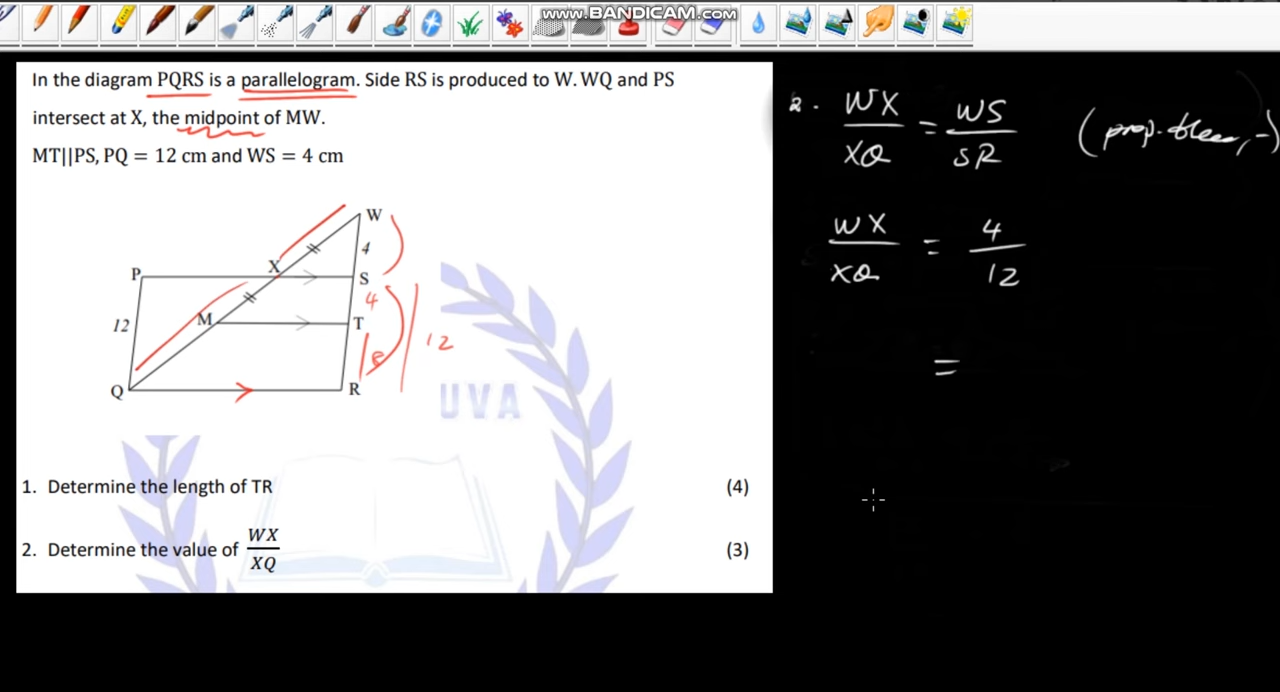 www.BANDICAM.com
In the diagram PQRS is a parallelogram. Side RS is produced to W. WQ and PS
intersect at X, the midpoint of MW.
MT||PS, PQ = 12 cm and WS = 4 cm
W
4
X
P
S
4
12
M
T
8
12
Q
R
UVA
1. Determine the length of TR (4)
2. Determine the value of WX/XQ (3)
2. WX/XQ = WS/SR (prop.
WX/XQ = 4/12
=